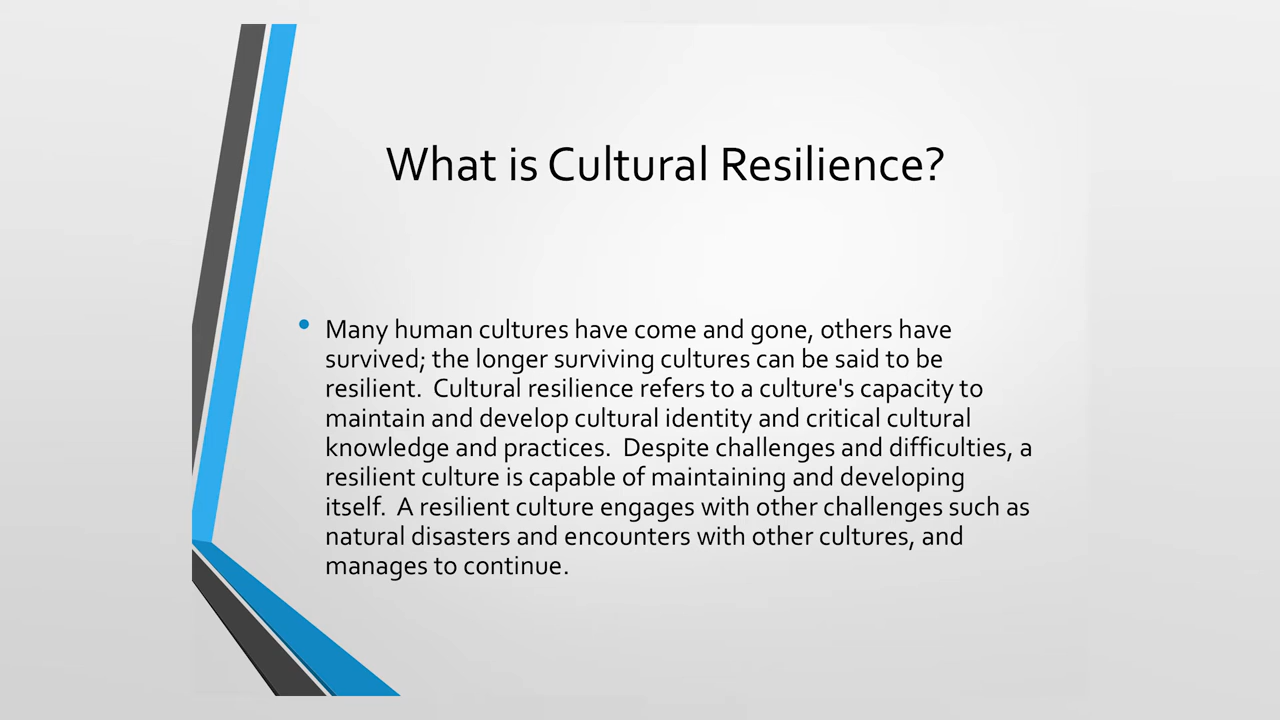 What is Cultural Resilience?
• Many human cultures have come and gone, others have
survived; the longer surviving cultures can be said to be
resilient.  Cultural resilience refers to a culture's capacity to
maintain and develop cultural identity and critical cultural
knowledge and practices.  Despite challenges and difficulties, a
resilient culture is capable of maintaining and developing
itself.  A resilient culture engages with other challenges such as
natural disasters and encounters with other cultures, and
manages to continue.